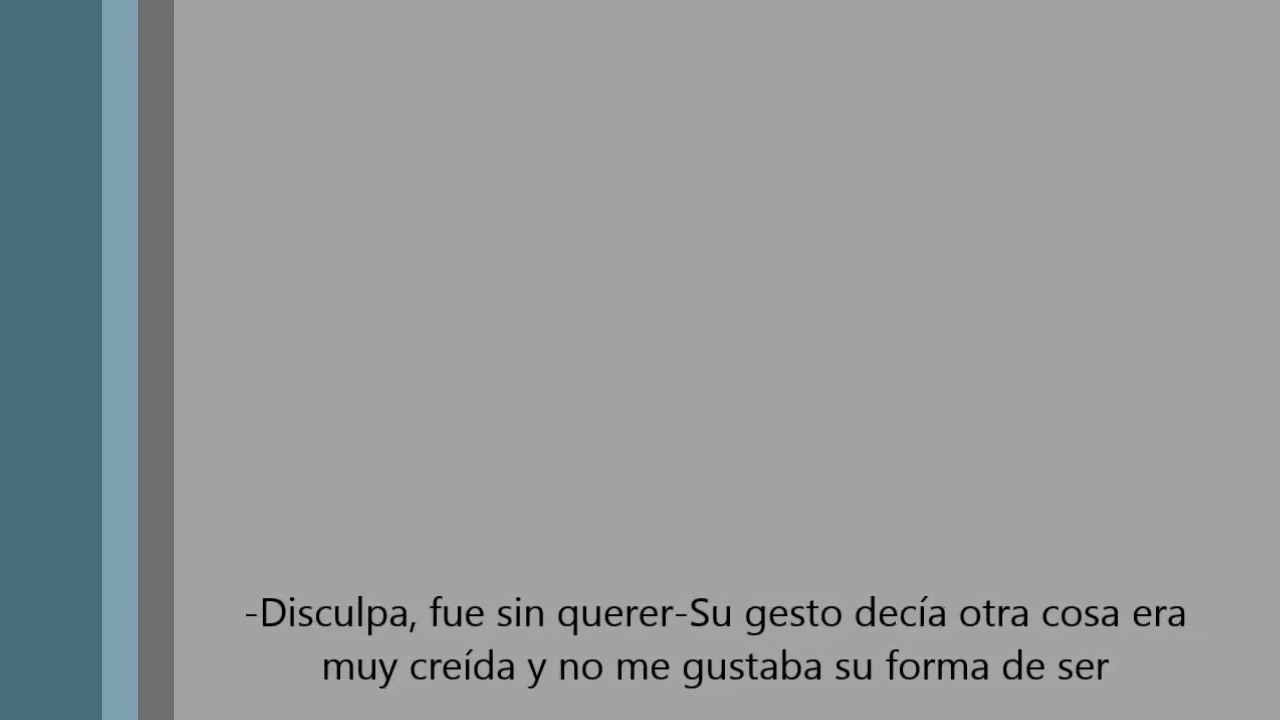 -Disculpa, fue sin querer-Su gesto decía otra cosa era
muy creída y no me gustaba su forma de ser